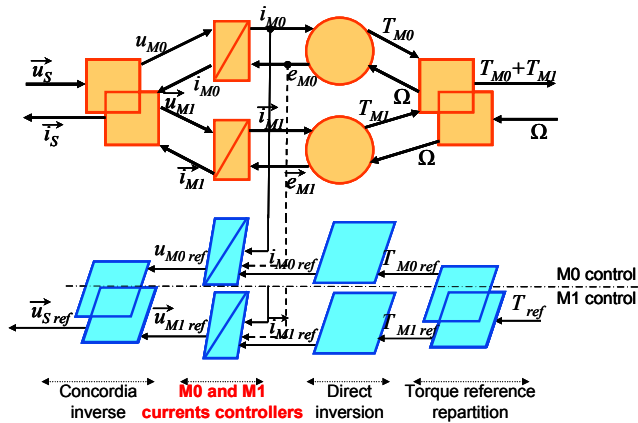 i_M0
T_M0
u_M0
u_S
i_M0
e_M0
T_M0+T_M1
Ω
u_M1
i_M1
T_M1
i_S
Ω
Ω
i_M1
e_M1
u_M0 ref
i_M0 ref
T_M0 ref
M0 control
M1 control
u_S ref
u_M1 ref
i_M1 ref
T_M1 ref
T_ref
Concordia
inverse
M0 and M1
currents controllers
Direct
inversion
Torque reference
repartition